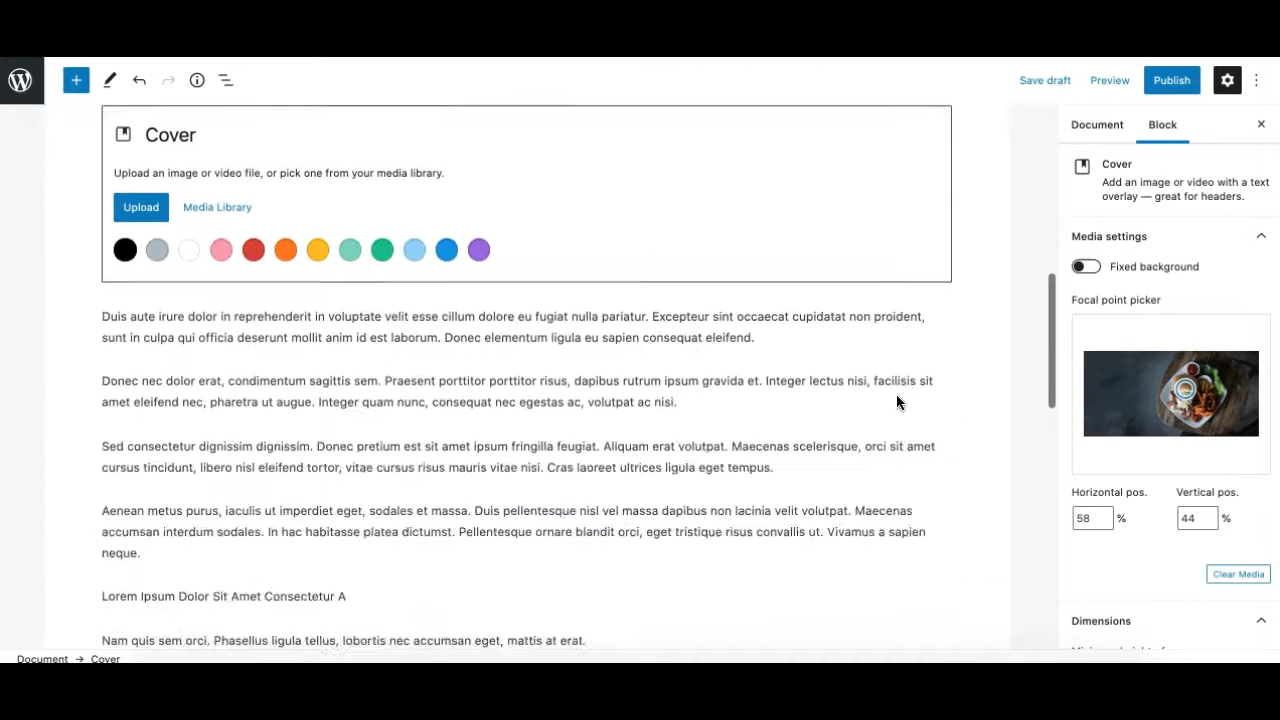 Save draft
Preview
Publish
Cover
Upload an image or video file, or pick one from your media library.
Upload
Media Library
Duis aute irure dolor in reprehenderit in voluptate velit esse cillum dolore eu fugiat nulla pariatur. Excepteur sint occaecat cupidatat non proident,
sunt in culpa qui officia deserunt mollit anim id est laborum. Donec elementum ligula eu sapien consequat eleifend.
Donec nec dolor erat, condimentum sagittis sem. Praesent porttitor porttitor risus, dapibus rutrum ipsum gravida et. Integer lectus nisi, facilisis sit
amet eleifend nec, pharetra ut augue. Integer quam nunc, consequat nec egestas ac, volutpat ac nisi.
Sed consectetur dignissim dignissim. Donec pretium est sit amet ipsum fringilla feugiat. Aliquam erat volutpat. Maecenas scelerisque, orci sit amet
cursus tincidunt, libero nisl eleifend tortor, vitae cursus risus mauris vitae nisi. Cras laoreet ultrices ligula eget tempus.
Aenean metus purus, iaculis ut imperdiet eget, sodales et massa. Duis pellentesque nisl vel massa dapibus non lacinia velit volutpat. Maecenas
accumsan interdum sodales. In hac habitasse platea dictumst. Pellentesque ornare blandit orci, eget tristique risus convallis ut. Vivamus a sapien
neque.
Lorem Ipsum Dolor Sit Amet Consectetur A
Nam quis sem orci. Phasellus ligula tellus, lobortis nec accumsan eget, mattis at erat.
Document → Cover
Document
Block
Cover
Add an image or video with a text
overlay — great for headers.
Media settings
Fixed background
Focal point picker
Horizontal pos.
Vertical pos.
58 %
44 %
Clear Media
Dimensions